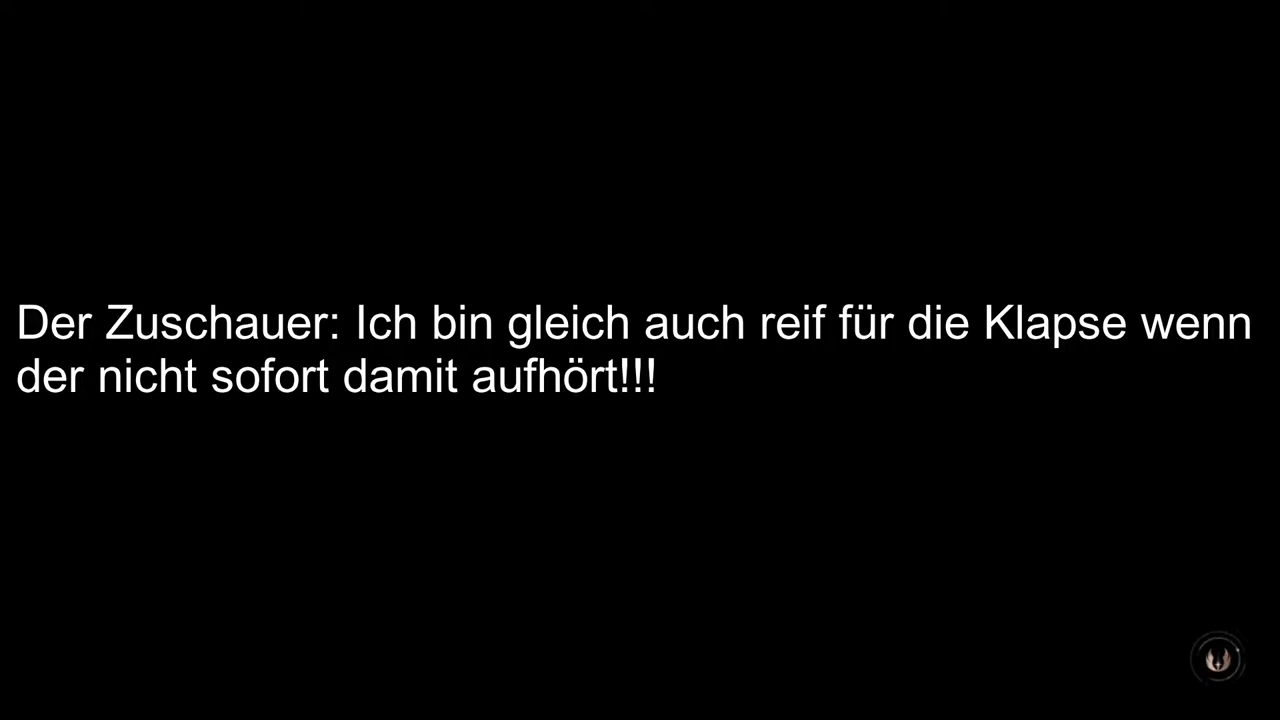 Der Zuschauer: Ich bin gleich auch reif für die Klapse wenn
der nicht sofort damit aufhört!!!